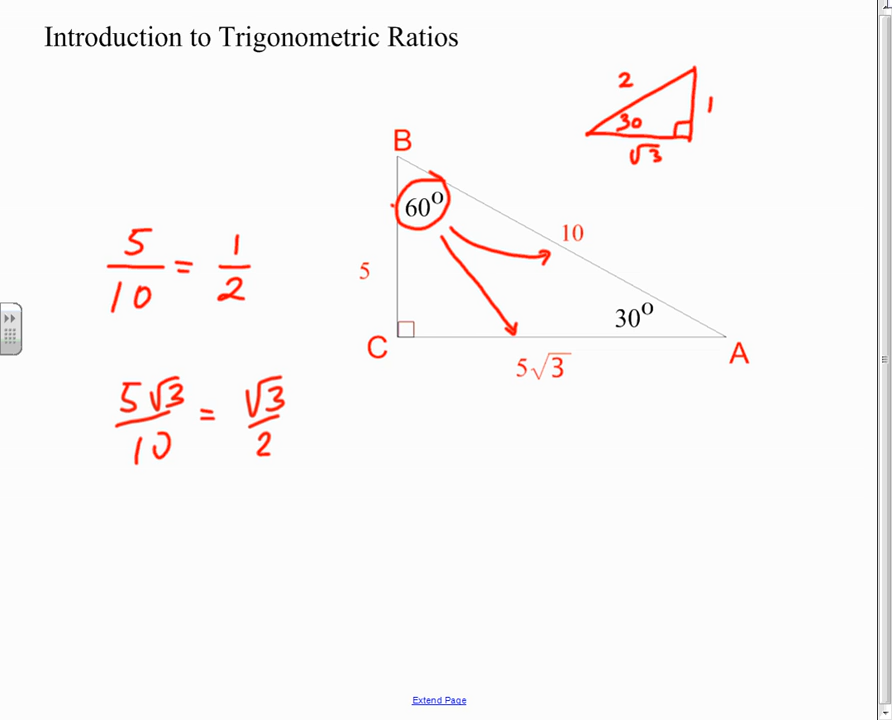 Introduction to Trigonometric Ratios
2
1
30
√3
B
60°
10
5/10 = 1/2
5
30°
C
A
5√3
5√3/10 = √3/2
Extend Page